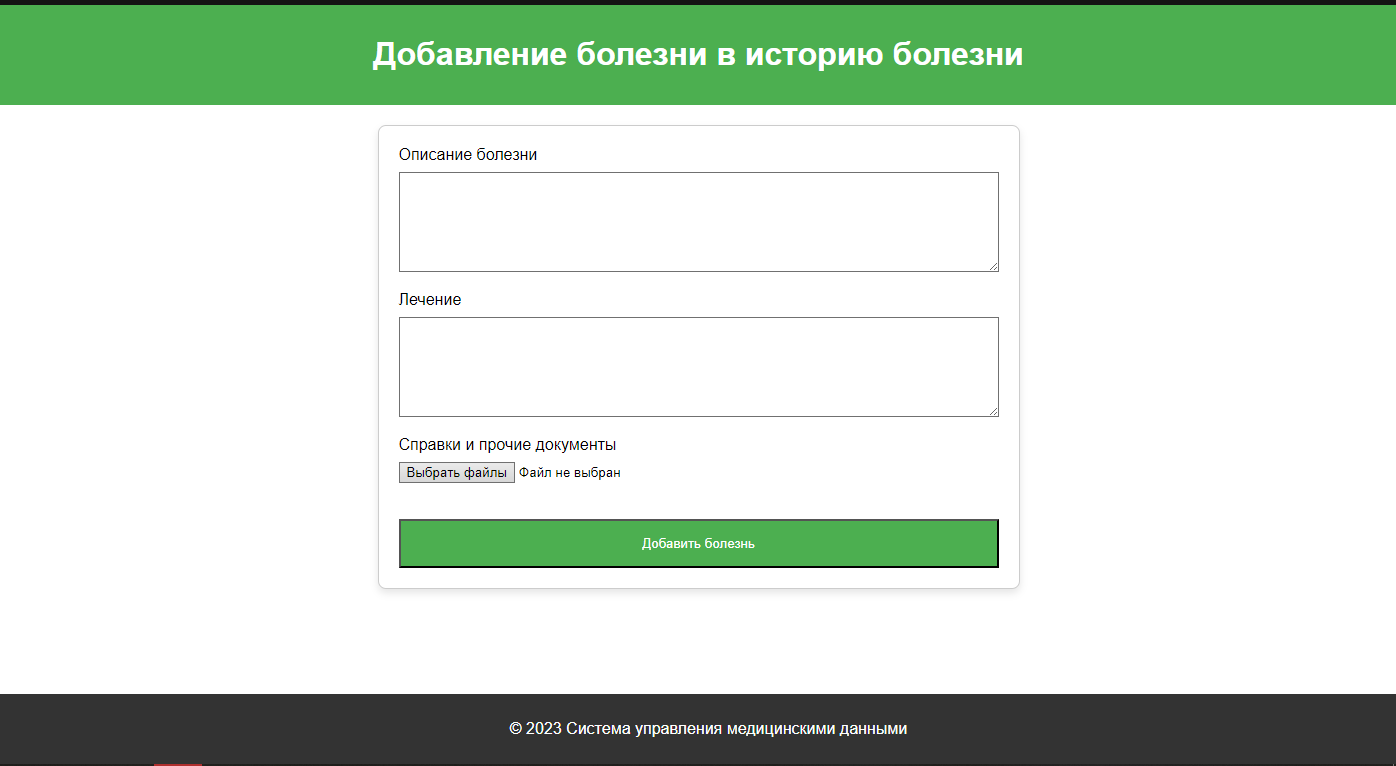 Добавление болезни в историю болезни
Описание болезни
Лечение
Справки и прочие документы
Выбрать файлы Файл не выбран
Добавить болезнь
© 2023 Система управления медицинскими данными